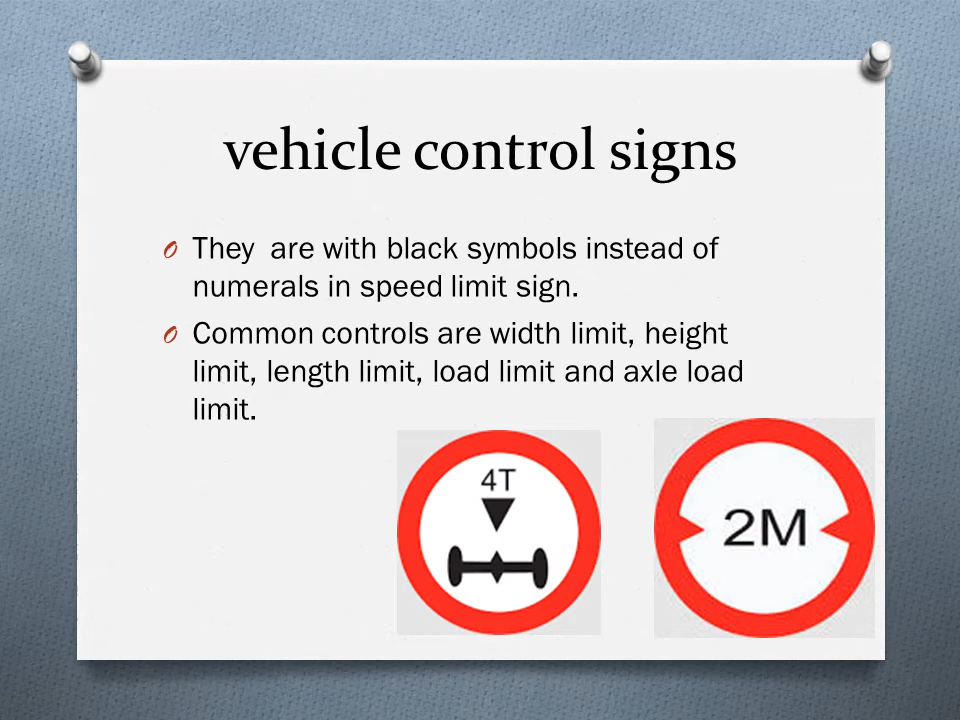 vehicle control signs
They are with black symbols instead of
numerals in speed limit sign.
Common controls are width limit, height
limit, length limit, load limit and axle load
limit.
4T
2M